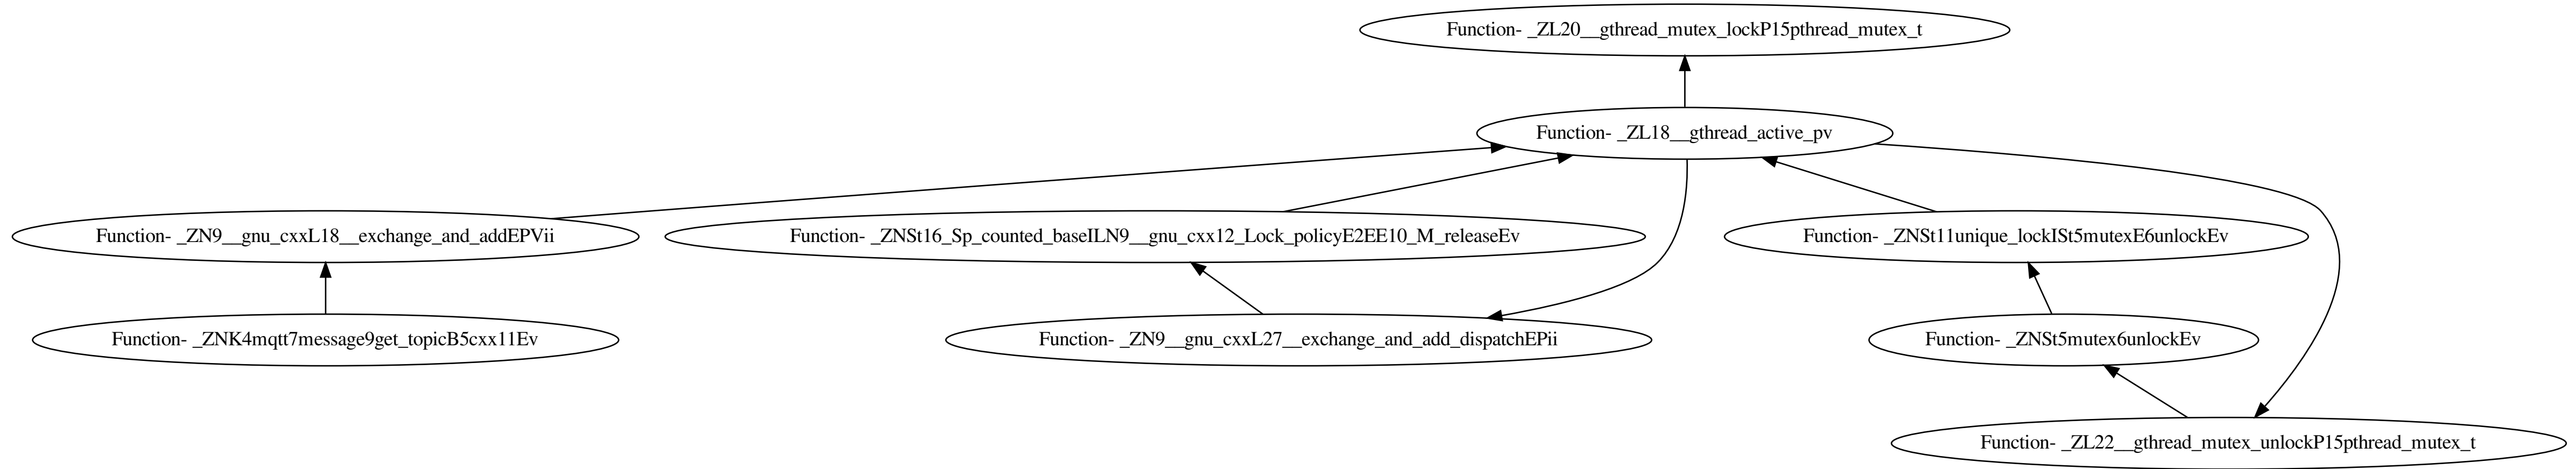 Function- _ZL20__gthread_mutex_lockP15pthread_mutex_t
Function- _ZL18__gthread_active_pv
Function- _ZN9__gnu_cxxL18__exchange_and_addEPVii
Function- _ZNSt16_Sp_counted_baseILN9__gnu_cxx12_Lock_policyE2EE10_M_releaseEv
Function- _ZNSt11unique_lockISt5mutexE6unlockEv
Function- _ZNK4mqtt7message9get_topicB5cxx11Ev
Function- _ZN9__gnu_cxxL27__exchange_and_add_dispatchEPii
Function- _ZNSt5mutex6unlockEv
Function- _ZL22__gthread_mutex_unlockP15pthread_mutex_t